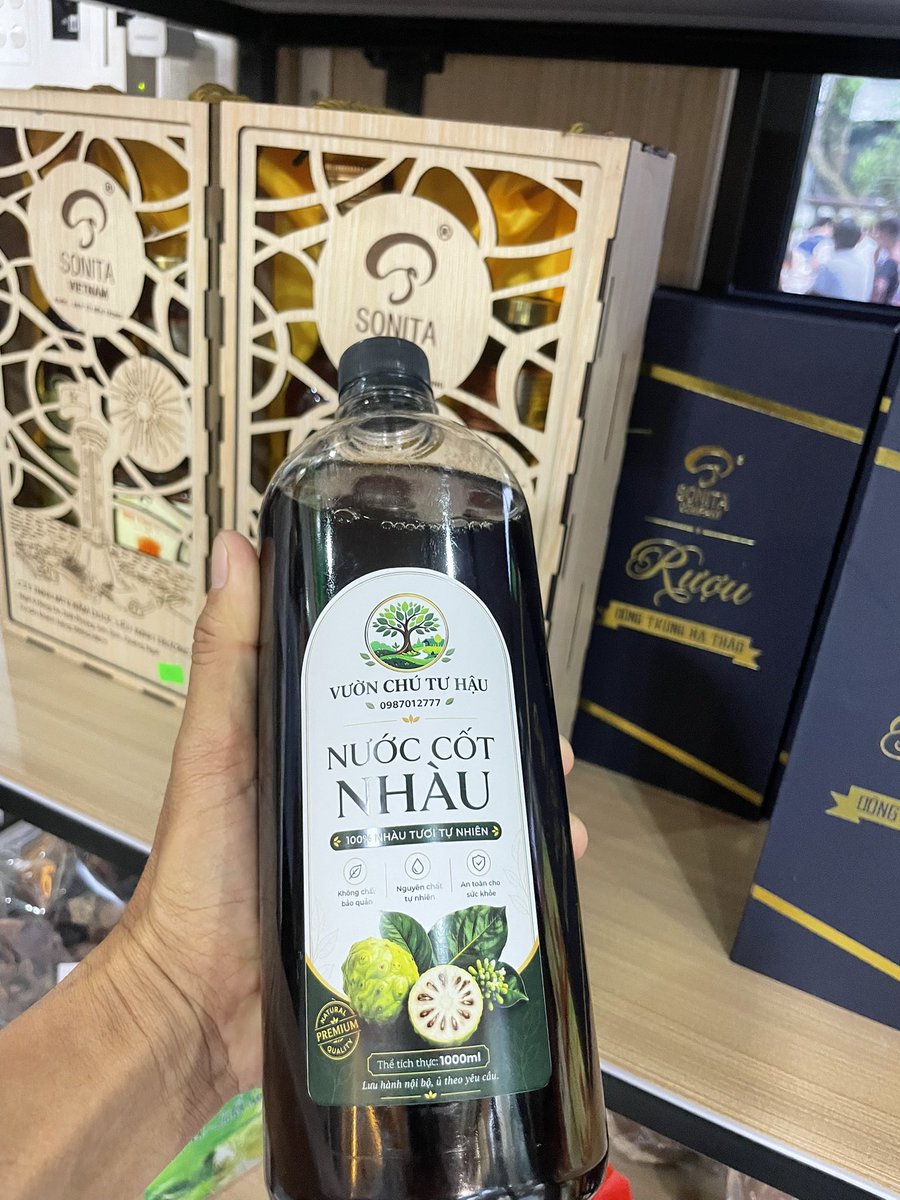 SONITA
VIETNAM
SONITA
SONITA
Rượu
ĐÔNG TRÙNG HẠ THẢO
ĐÔNG
VƯỜN CHÚ TƯ HẬU
0987012777
NƯỚC CỐT
NHÀU
100% NHÀU TƯƠI TỰ NHIÊN
Không chất
bảo quản
Nguyên chất
tự nhiên
An toàn cho
sức khỏe
NATURAL
PREMIUM
QUALITY
Thể tích thực: 1000ml
Lưu hành nội bộ, ủ theo yêu cầu.